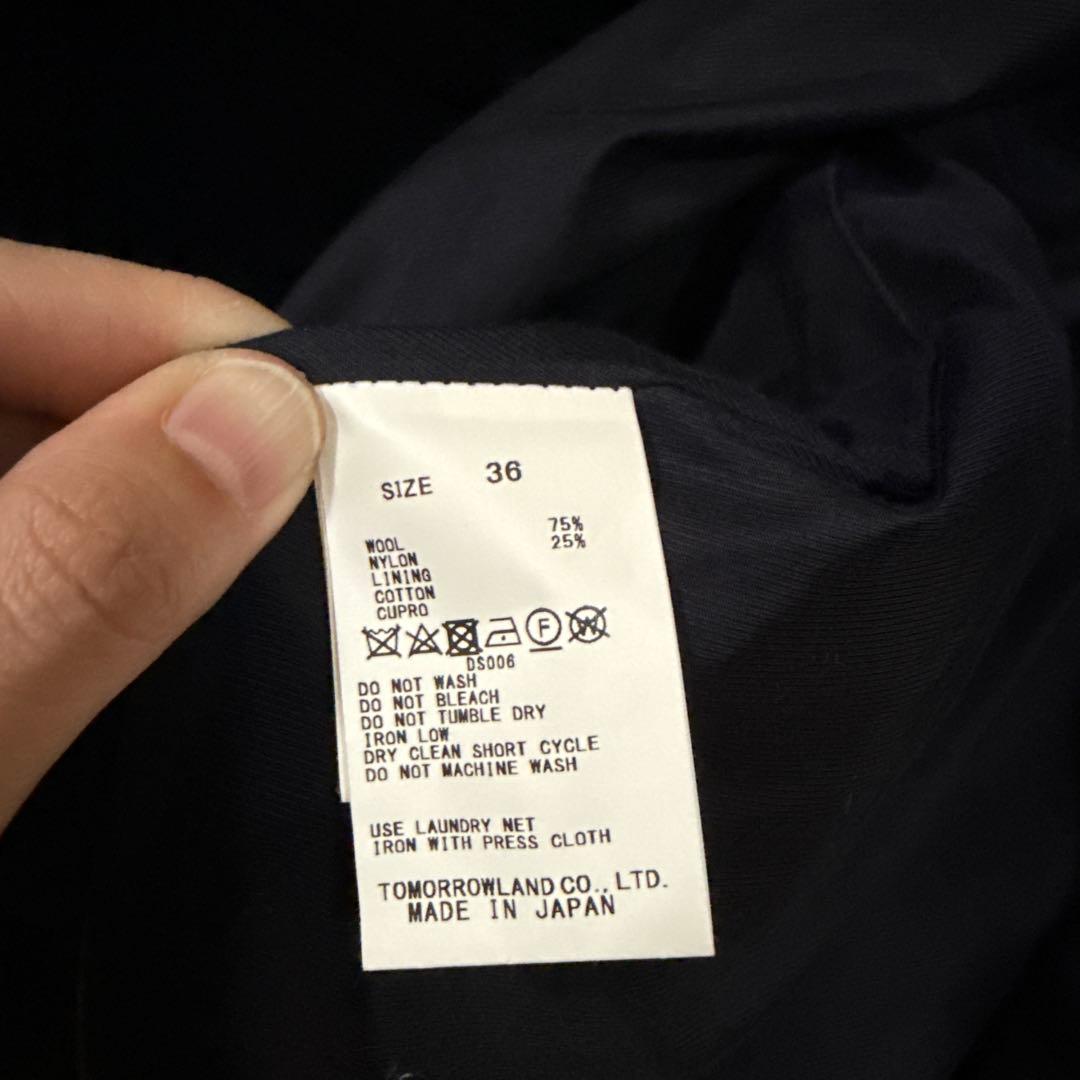 SIZE 36
75%
WOOL 25%
NYLON
LINING
COTTON
CUPRO
F W
DS006
DO NOT WASH
DO NOT BLEACH
DO NOT TUMBLE DRY
IRON LOW
DRY CLEAN SHORT CYCLE
DO NOT MACHINE WASH
USE LAUNDRY NET
IRON WITH PRESS CLOTH
TOMORROWLAND CO., LTD.
MADE IN JAPAN